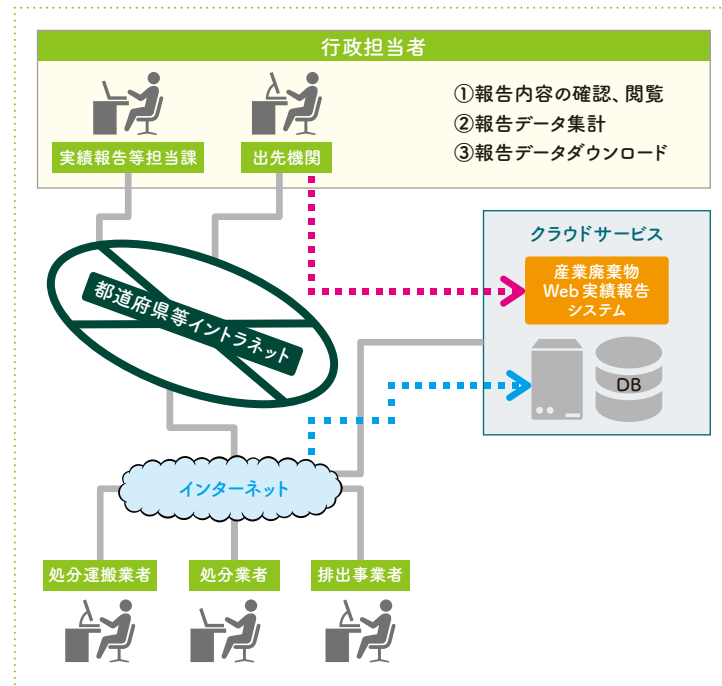 行政担当者
①報告内容の確認、閲覧
②報告データ集計
③報告データダウンロード
実績報告等担当課
出先機関
クラウドサービス
産業廃棄物
Web実績報告
システム
都道府県等イントラネット
DB
インターネット
処分運搬業者
処分業者
排出事業者